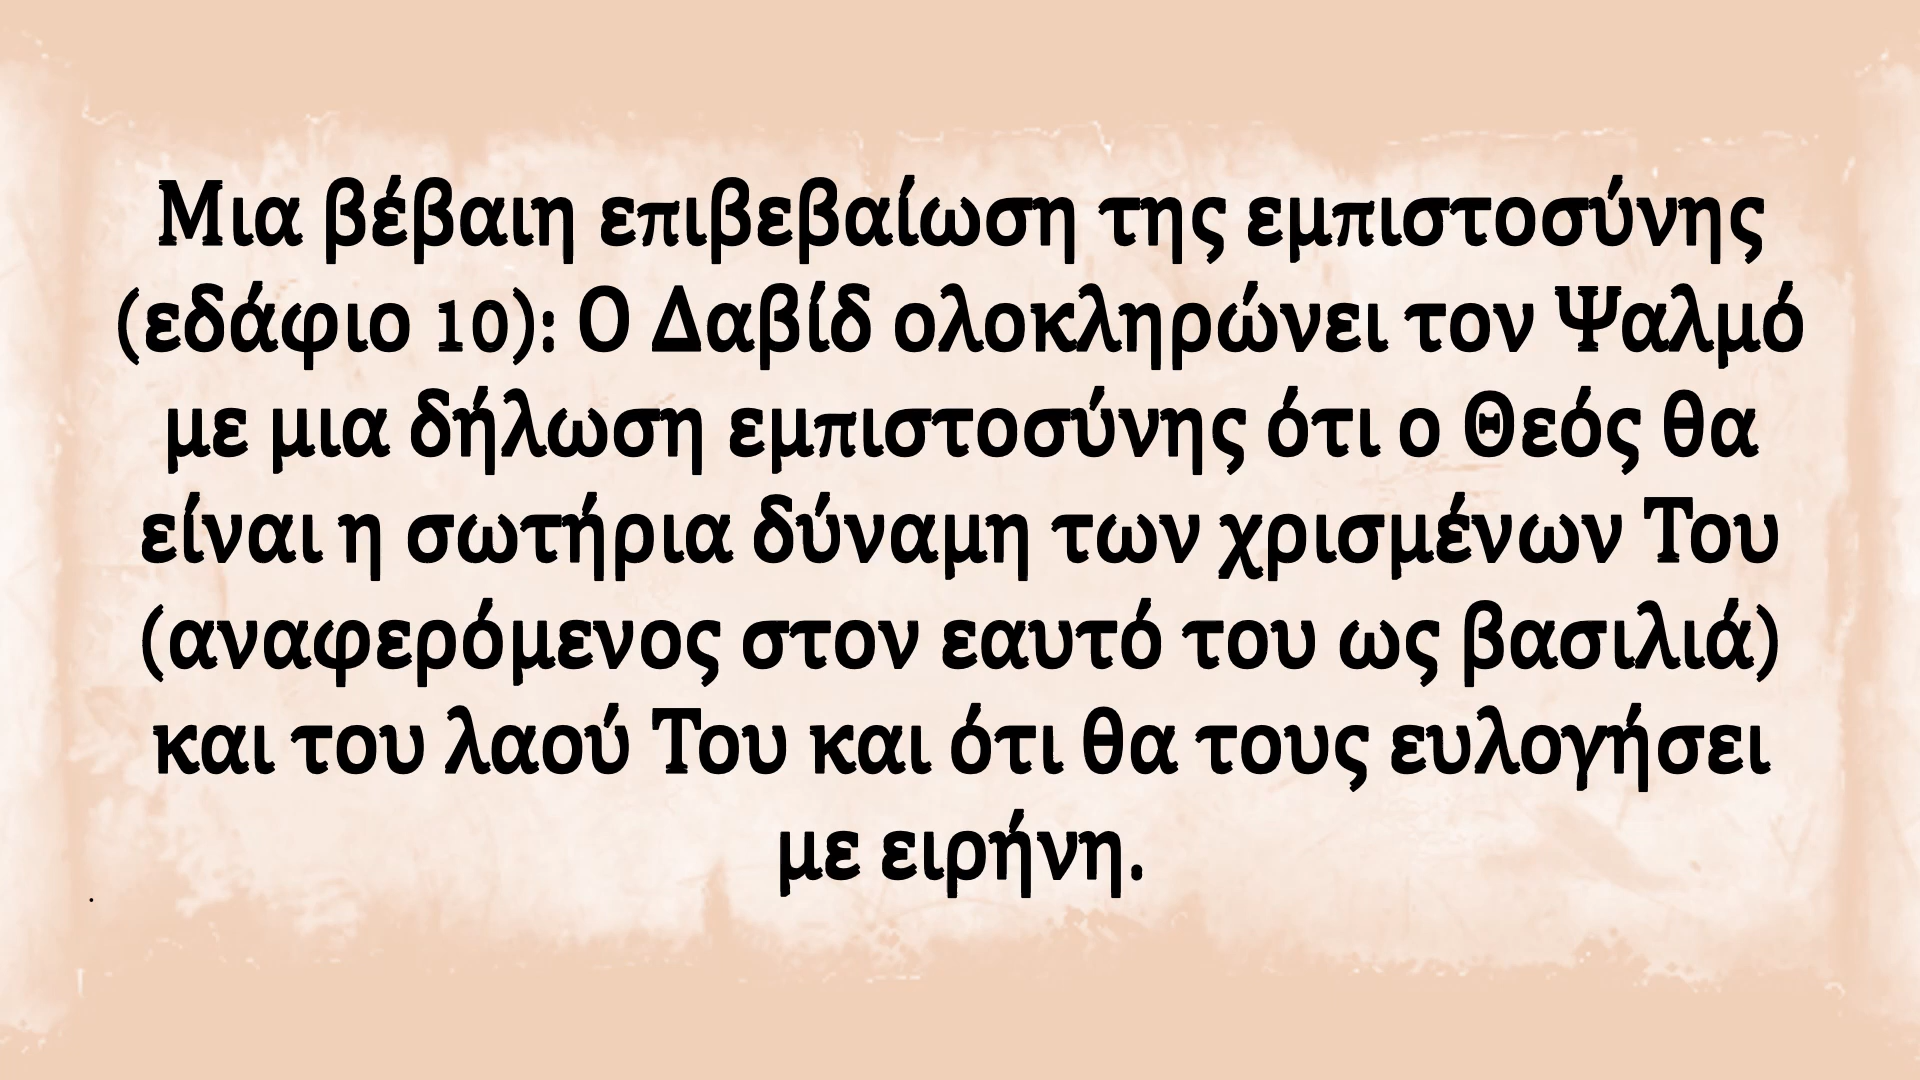 Μια βέβαιη επιβεβαίωση της εμπιστοσύνης
(εδάφιο 10): Ο Δαβίδ ολοκληρώνει τον Ψαλμό
με μια δήλωση εμπιστοσύνης ότι ο Θεός θα
είναι η σωτήρια δύναμη των χρισμένων Του
(αναφερόμενος στον εαυτό του ως βασιλιά)
και του λαού Του και ότι θα τους ευλογήσει
με ειρήνη.
.